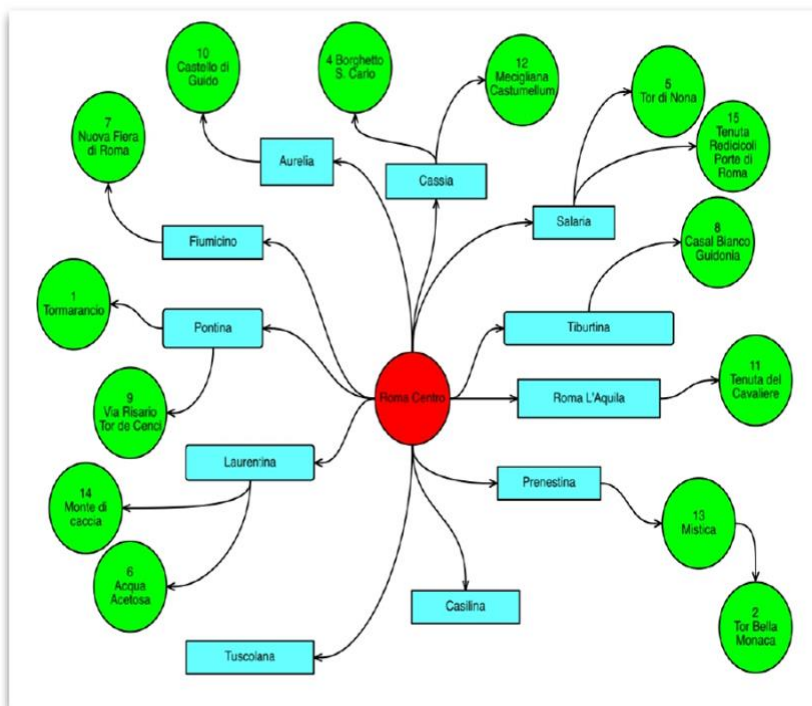 10
Castello di
Guido
4 Borghetto
S. Carlo
12
Mecigliana
Castumellum
5
Tor di Nona
7
Nuova Fiera
di Roma
15
Tenuta
Redicicoli
Porte di
Roma
Aurelia
Cassia
Salaria
Fiumicino
8
Casal Bianco
Guidonia
1
Tormarancio
Pontina
Tiburtina
11
Tenuta del
Cavaliere
Roma Centro
Roma L'Aquila
9
Via Risario
Tor de Cenci
Laurentina
Prenestina
14
Monte di
caccia
13
Mistica
6
Acqua
Acetosa
Casilina
2
Tor Bella
Monaca
Tuscolana